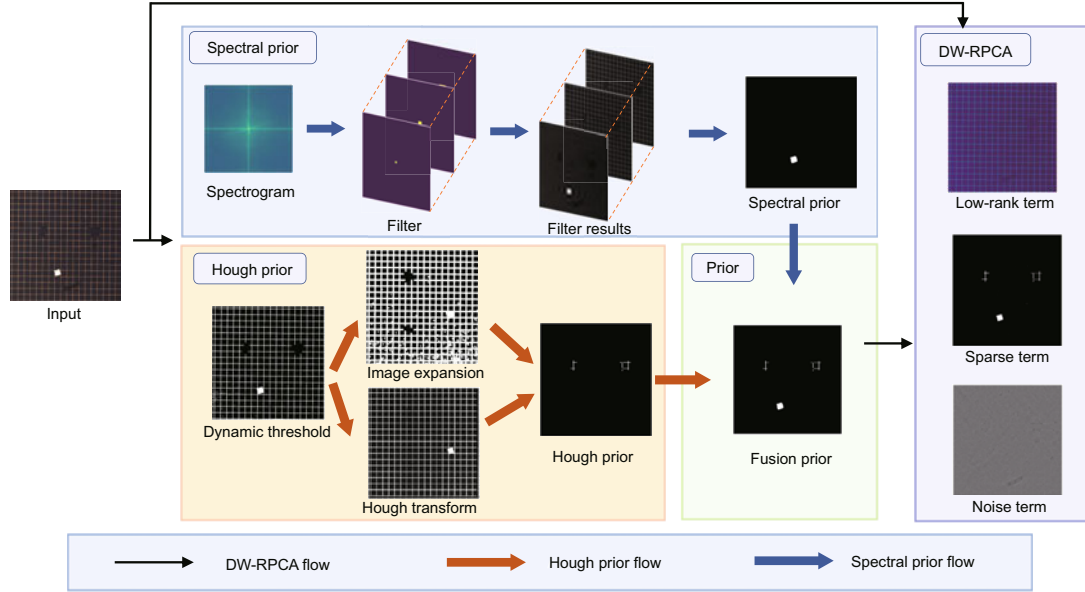 Spectral prior
DW-RPCA
Spectrogram
Filter
Filter results
Spectral prior
Low-rank term
Input
Hough prior
Prior
Image expansion
Dynamic threshold
Hough transform
Hough prior
Fusion prior
Sparse term
Noise term
DW-RPCA flow
Hough prior flow
Spectral prior flow